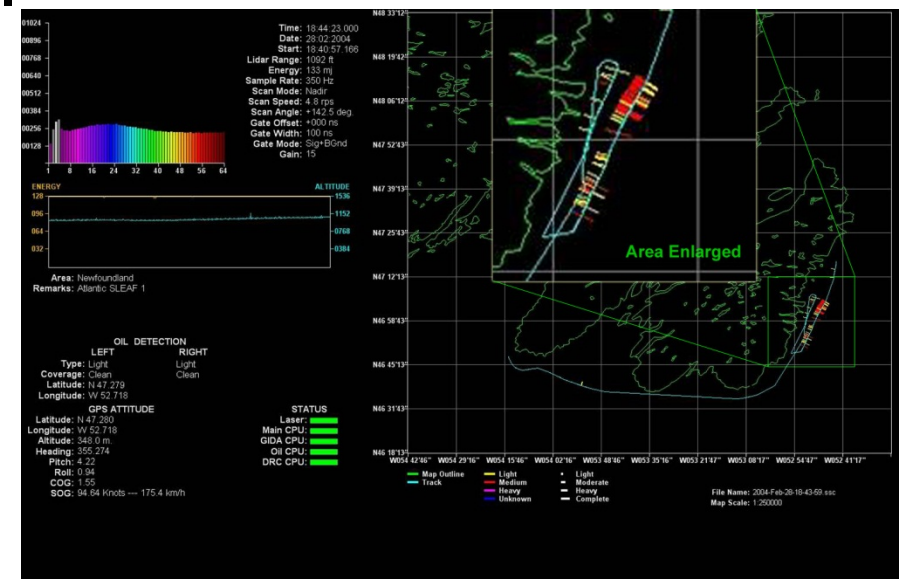 Time: 18:44:23.000
Date: 28:02:2004
Start: 18:40:57.166
Lidar Range: 1092 ft
Energy: 133 mj
Sample Rate: 350 Hz
Scan Mode: Nadir
Scan Speed: 4.8 rps
Scan Angle: +142.5 deg.
Gate Offset: +000 ns
Gate Width: 100 ns
Gate Mode: Sig+BGnd
Gain: 15
01024
00896
00768
00640
00512
00384
00256
00128
1 8 16 24 32 40 48 56 64
ENERGY ALTITUDE
128 1536
096 1152
064 0768
032 0384
Area: Newfoundland
Remarks: Atlantic SLEAF 1
OIL DETECTION
LEFT RIGHT
Type: Light Light
Coverage: Clean Clean
Latitude: N 47.279
Longitude: W 52.718
GPS ATTITUDE
Latitude: N 47.280
Longitude: W 52.718
Altitude: 348.0 m.
Heading: 355.274
Pitch: 4.22
Roll: 0.94
COG: 1.55
SOG: 94.64 Knots --- 175.4 km/h
STATUS
Laser:
Main CPU:
GIDA CPU:
Oil CPU:
DRC CPU:
N48 33'12"
N48 19'42"
N48 06'12"
N47 52'43"
N47 39'13"
N47 25'43"
N47 12'13"
N46 58'43"
N46 45'13"
N46 31'43"
N46 18'13"
Area Enlarged
W054 42'46" W054 29'16" W054 15'46" W054 02'16" W053 48'46" W053 35'16" W053 21'47" W053 08'17" W052 54'47" W052 41'17"
Map Outline Light Light
Track Medium Moderate
Heavy Heavy
Unknown Complete
File Name: 2004-Feb-28-18-43-59.ssc
Map Scale: 1:250000